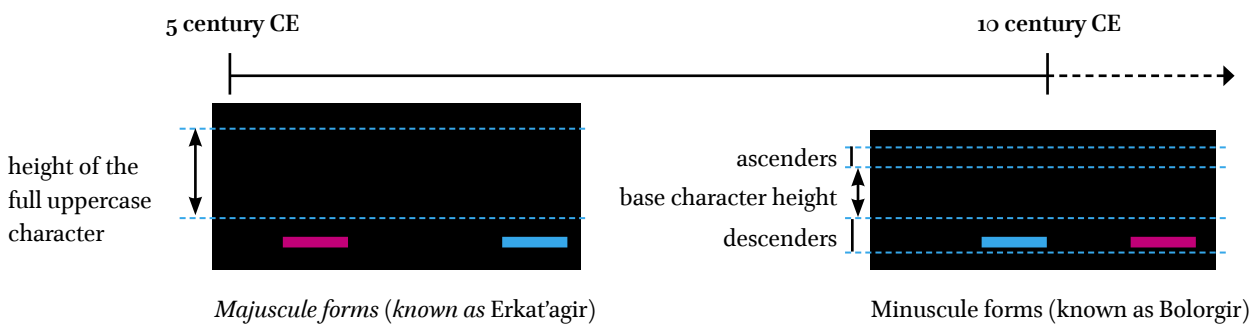 5 century CE
10 century CE
height of the
full uppercase
character
ascenders
base character height
descenders
Majuscule forms (known as Erkat'agir)
Minuscule forms (known as Bolorgir)